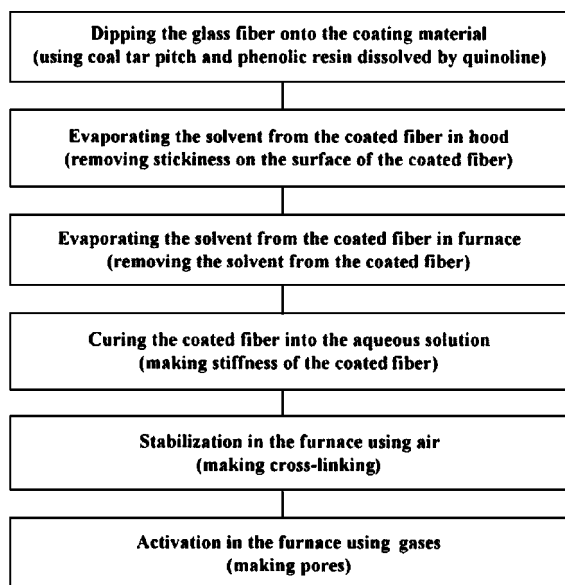 Dipping the glass fiber onto the coating material
(using coal tar pitch and phenolic resin dissolved by quinoline)
Evaporating the solvent from the coated fiber in hood
(removing stickiness on the surface of the coated fiber)
Evaporating the solvent from the coated fiber in furnace
(removing the solvent from the coated fiber)
Curing the coated fiber into the aqueous solution
(making stiffness of the coated fiber)
Stabilization in the furnace using air
(making cross-linking)
Activation in the furnace using gases
(making pores)